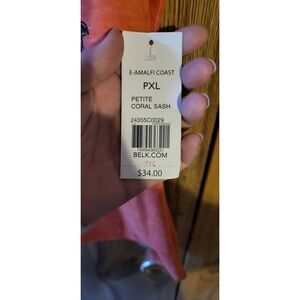 E-AMALFI COAST
PXL
PETITE
CORAL SASH
24355C0029
BELK.COM
$34.00